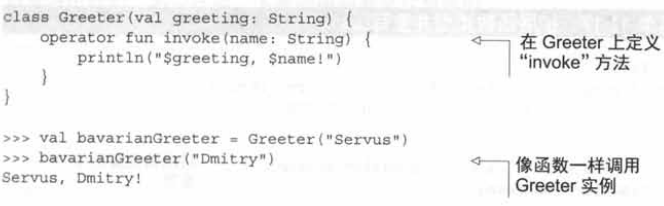 class Greeter(val greeting: String) {
    operator fun invoke(name: String) {
        println("$greeting, $name!")
    }
}
在 Greeter 上定义
“invoke”方法
>>> val bavarianGreeter = Greeter("Servus")
>>> bavarianGreeter("Dmitry")
Servus, Dmitry!
像函数一样调用
Greeter 实例